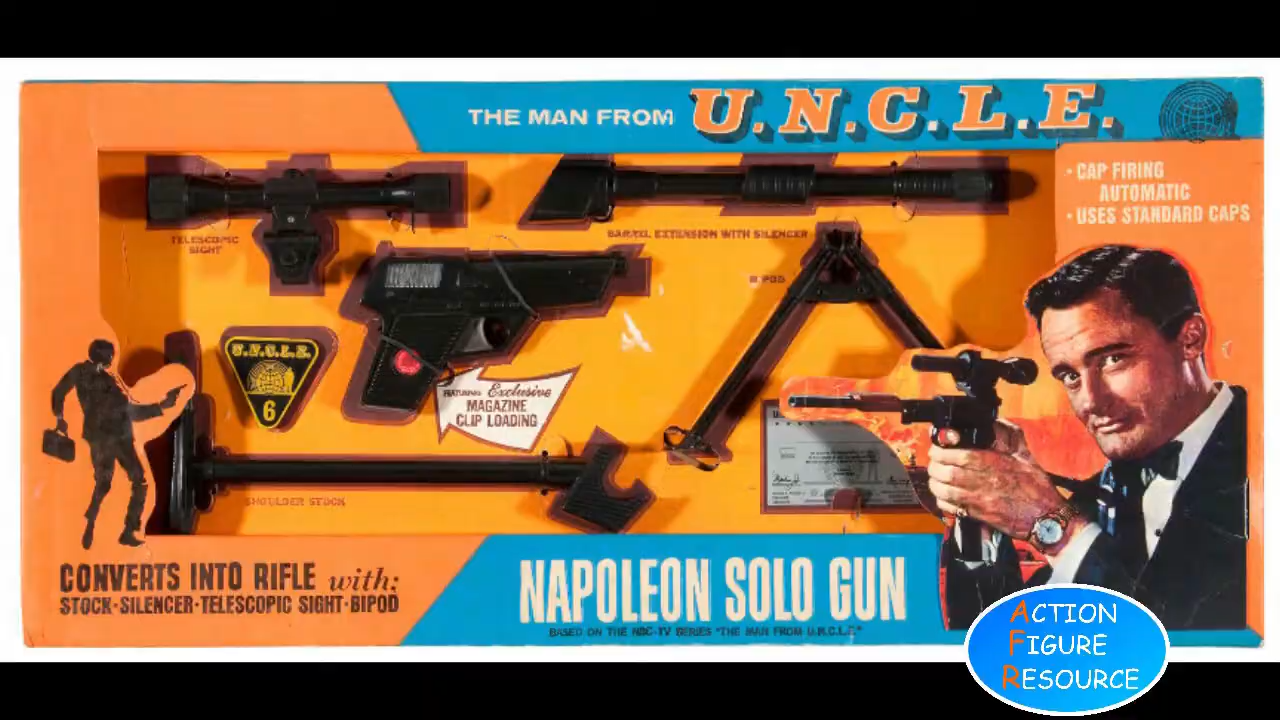 THE MAN FROM U.N.C.L.E.
· CAP FIRING
AUTOMATIC
· USES STANDARD CAPS
TELESCOPIC
SIGHT
BARREL EXTENSION WITH SILENCER
BIPOD
U.N.C.L.E.
6
FEATURING Exclusive
MAGAZINE
CLIP LOADING
SHOULDER STOCK
CONVERTS INTO RIFLE with:
STOCK·SILENCER·TELESCOPIC SIGHT·BIPOD
NAPOLEON SOLO GUN
BASED ON THE NBC-TV SERIES "THE MAN FROM U.N.C.L.E."
ACTION
FIGURE
RESOURCE